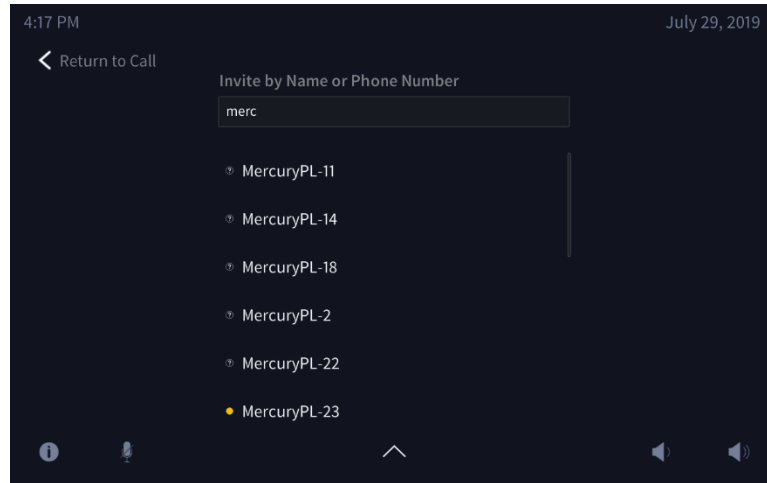 4:17 PM
July 29, 2019
Return to Call
Invite by Name or Phone Number
merc
MercuryPL-11
MercuryPL-14
MercuryPL-18
MercuryPL-2
MercuryPL-22
MercuryPL-23